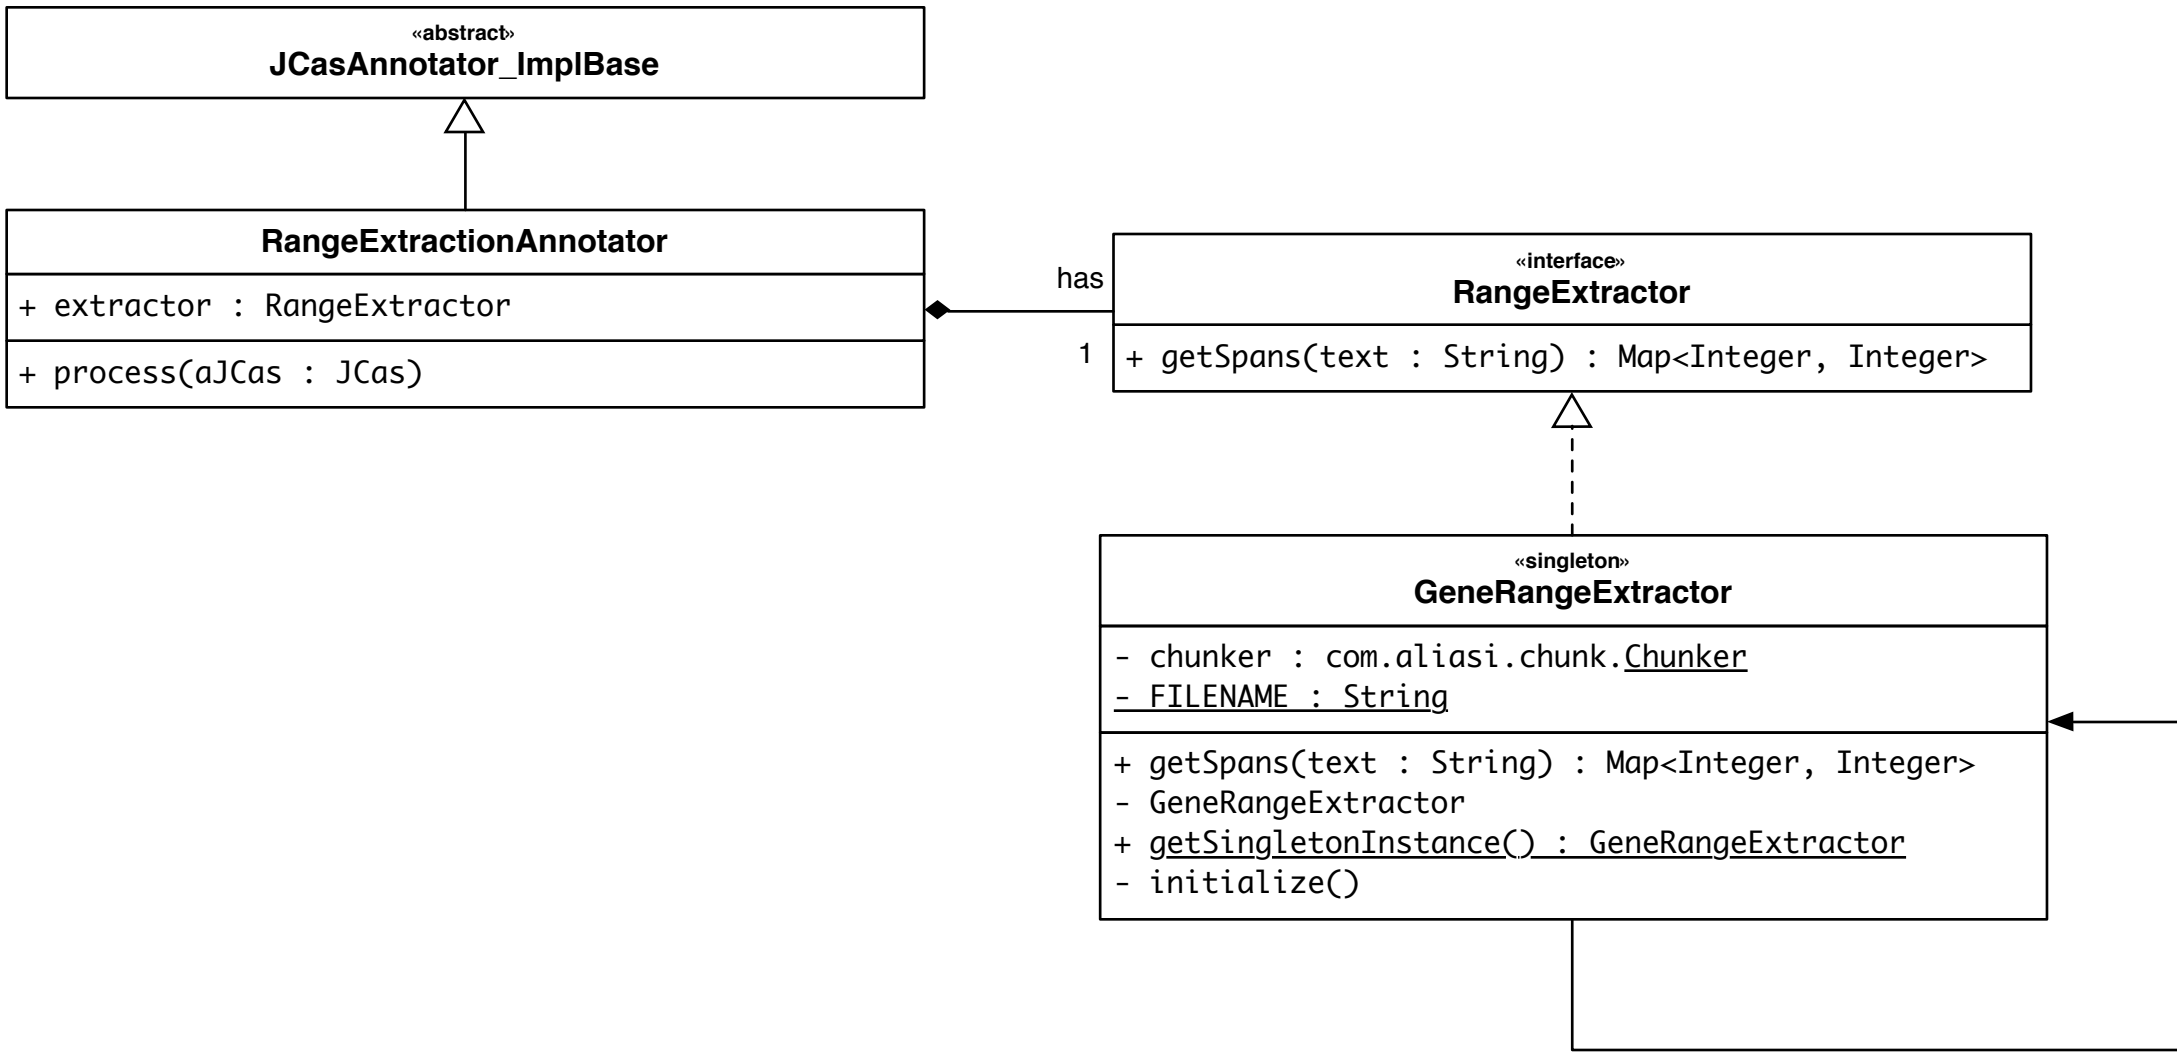 «abstract»
JCasAnnotator_ImplBase
RangeExtractionAnnotator
+ extractor : RangeExtractor
+ process(aJCas : JCas)
has
1
«interface»
RangeExtractor
+ getSpans(text : String) : Map<Integer, Integer>
«singleton»
GeneRangeExtractor
- chunker : com.aliasi.chunk.Chunker
- FILENAME : String
+ getSpans(text : String) : Map<Integer, Integer>
- GeneRangeExtractor
+ getSingletonInstance() : GeneRangeExtractor
- initialize()